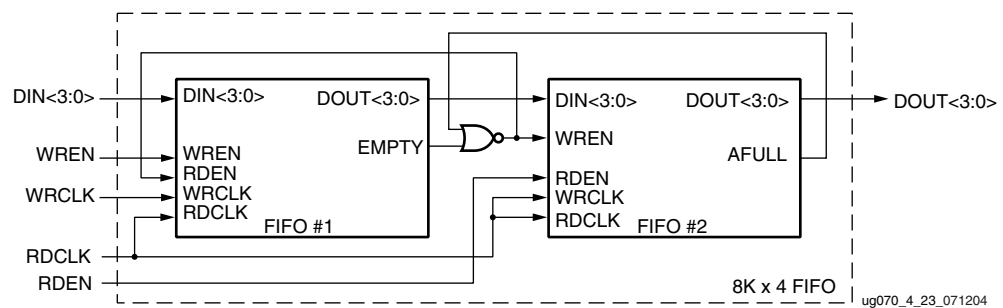 DIN<3:0>
WREN
WRCLK
RDCLK
RDEN
DIN<3:0>
DOUT<3:0>
EMPTY
WREN
RDEN
WRCLK
RDCLK
FIFO #1
DIN<3:0>
DOUT<3:0>
WREN
AFULL
RDEN
WRCLK
RDCLK
FIFO #2
DOUT<3:0>
8K x 4 FIFO
ug070_4_23_071204